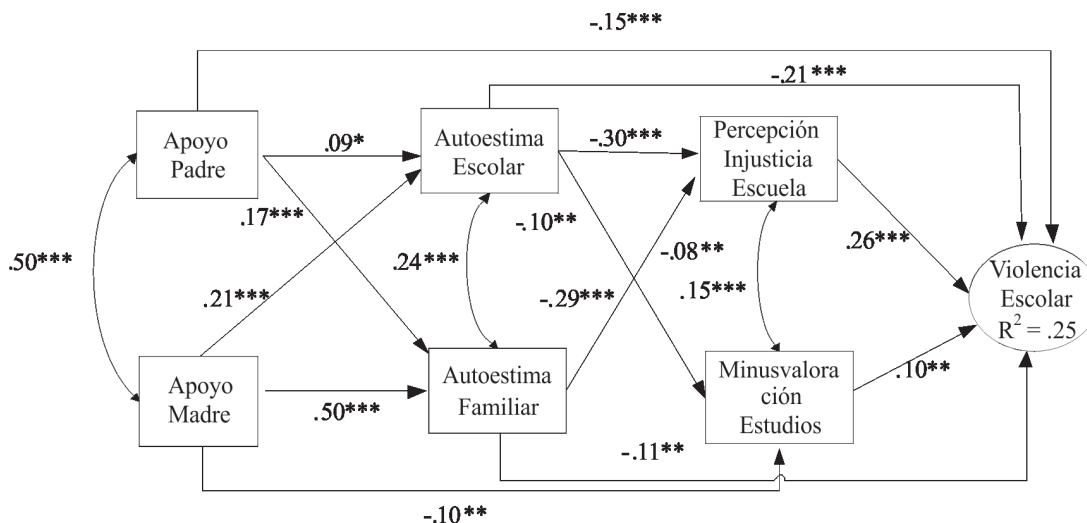 -.15***
-.21***
Apoyo
Padre
.09*
Autoestima
Escolar
-.30***
Percepción
Injusticia
Escuela
.17***
-.10**
-.08**
.26***
.50***
.24***
.21***
-.29***
.15***
Violencia
Escolar
R² = .25
Apoyo
Madre
.50***
Autoestima
Familiar
Minusvalora
ción
Estudios
.10**
-.11**
-.10**